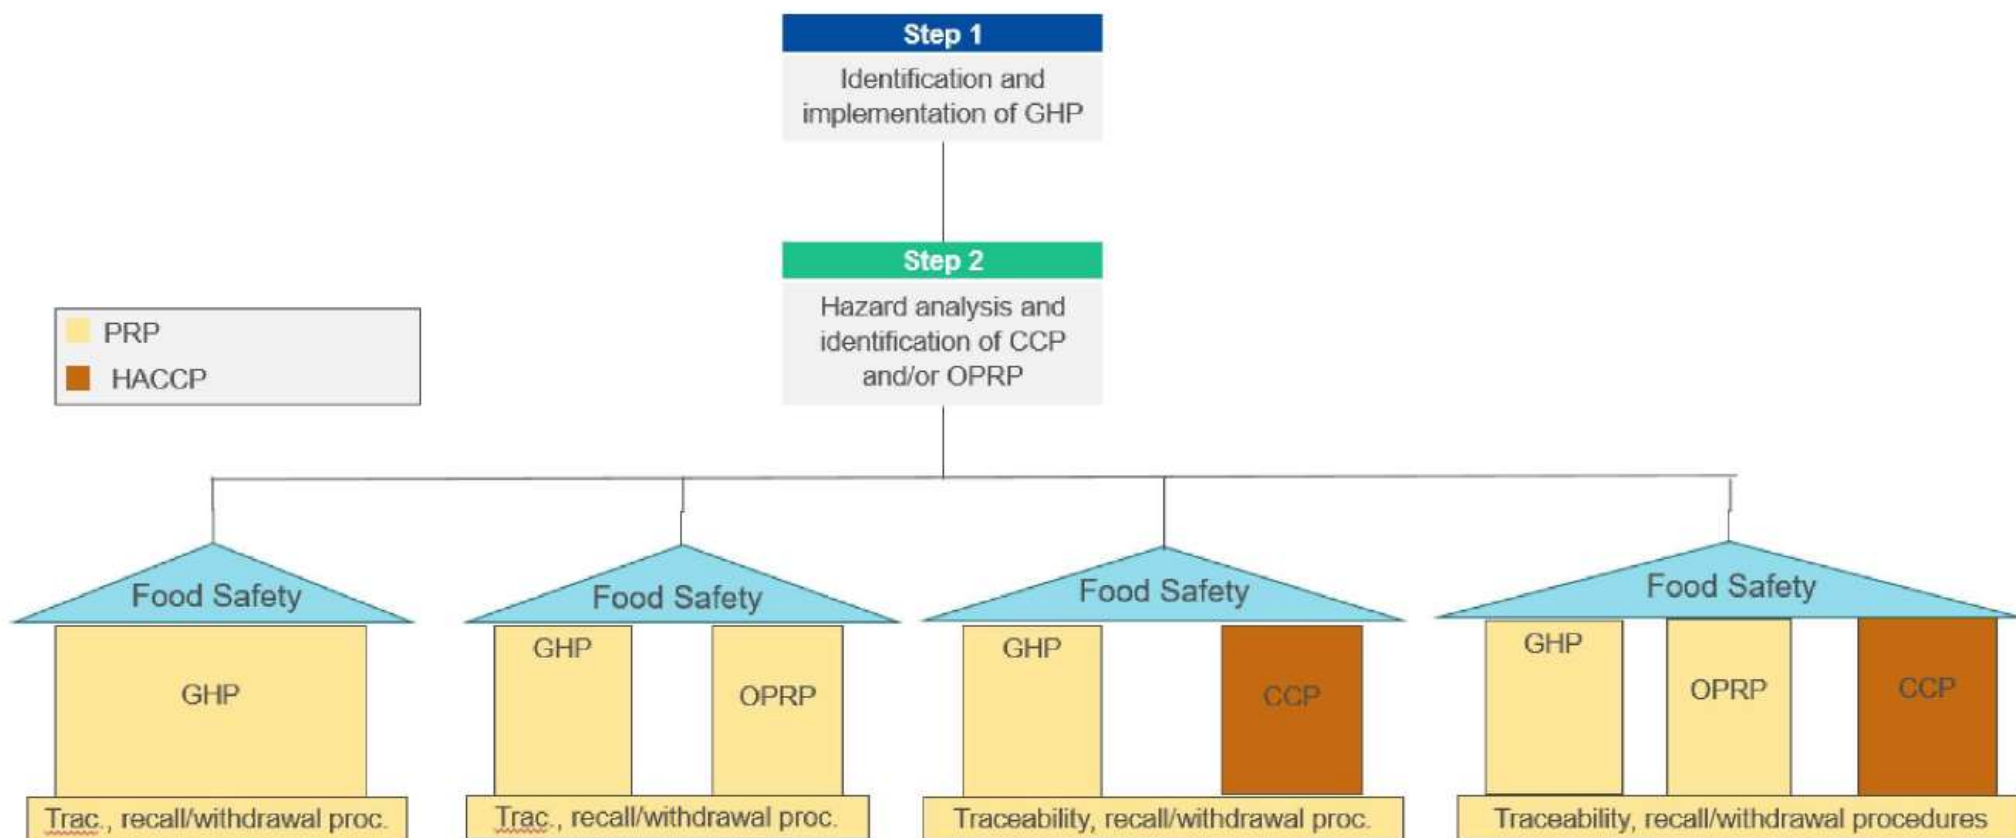 Step 1
Identification and
implementation of GHP
Step 2
Hazard analysis and
identification of CCP
and/or OPRP
PRP
HACCP
Food Safety
GHP
Trac., recall/withdrawal proc.
Food Safety
GHP
OPRP
Trac., recall/withdrawal proc.
Food Safety
GHP
CCP
Traceability, recall/withdrawal proc.
Food Safety
GHP
OPRP
CCP
Traceability, recall/withdrawal procedures